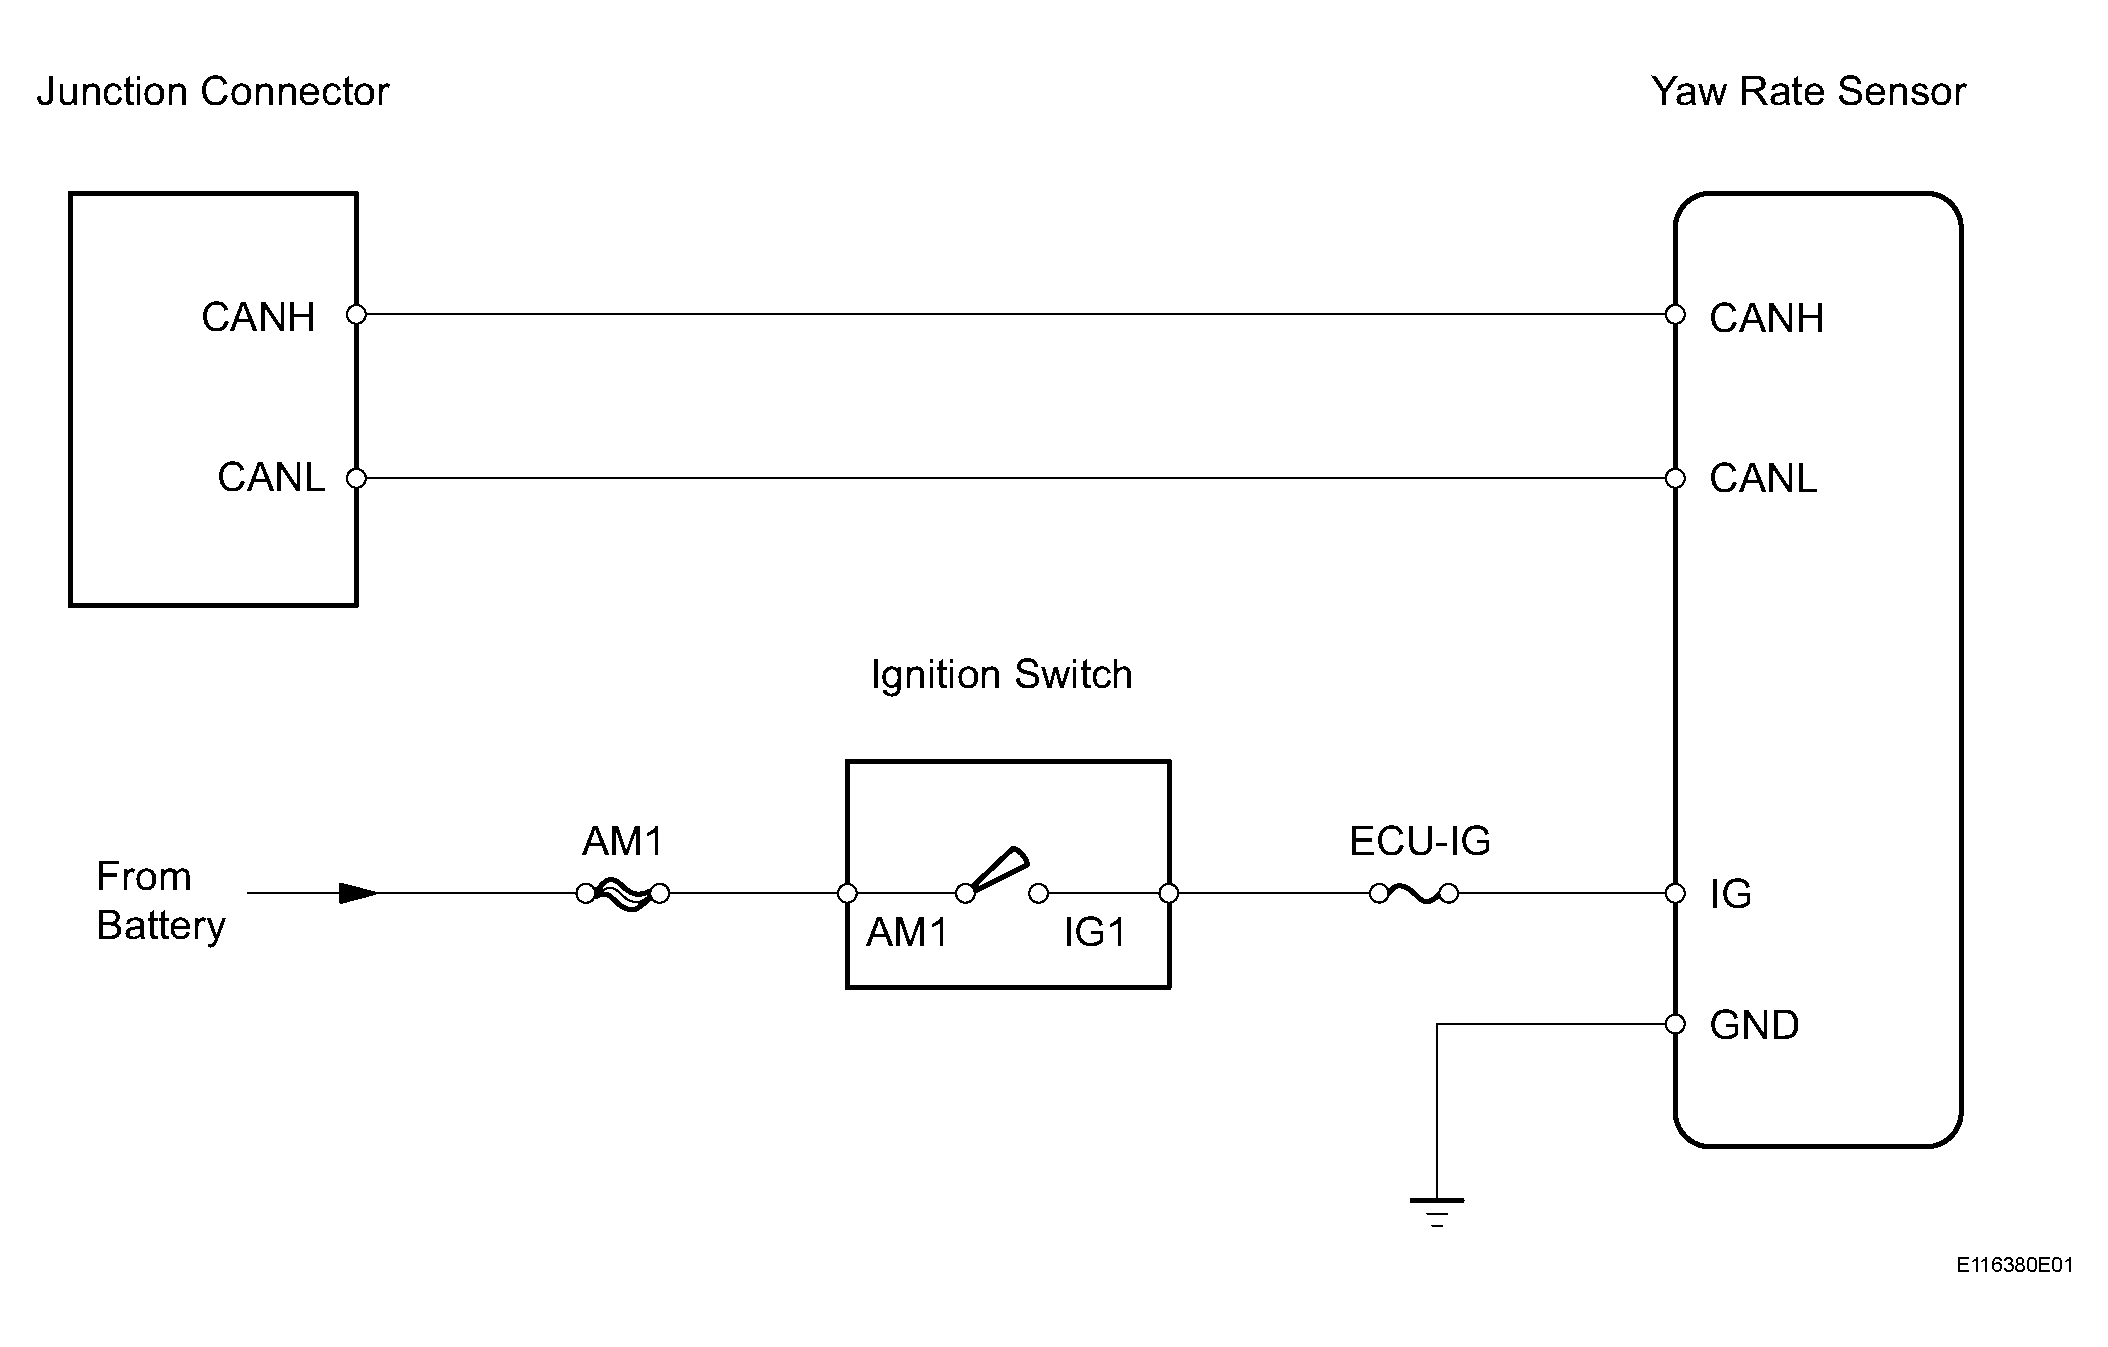 Junction Connector
Yaw Rate Sensor
CANH
CANH
CANL
CANL
Ignition Switch
AM1
ECU-IG
From
Battery
AM1
IG1
IG
GND
E116380E01